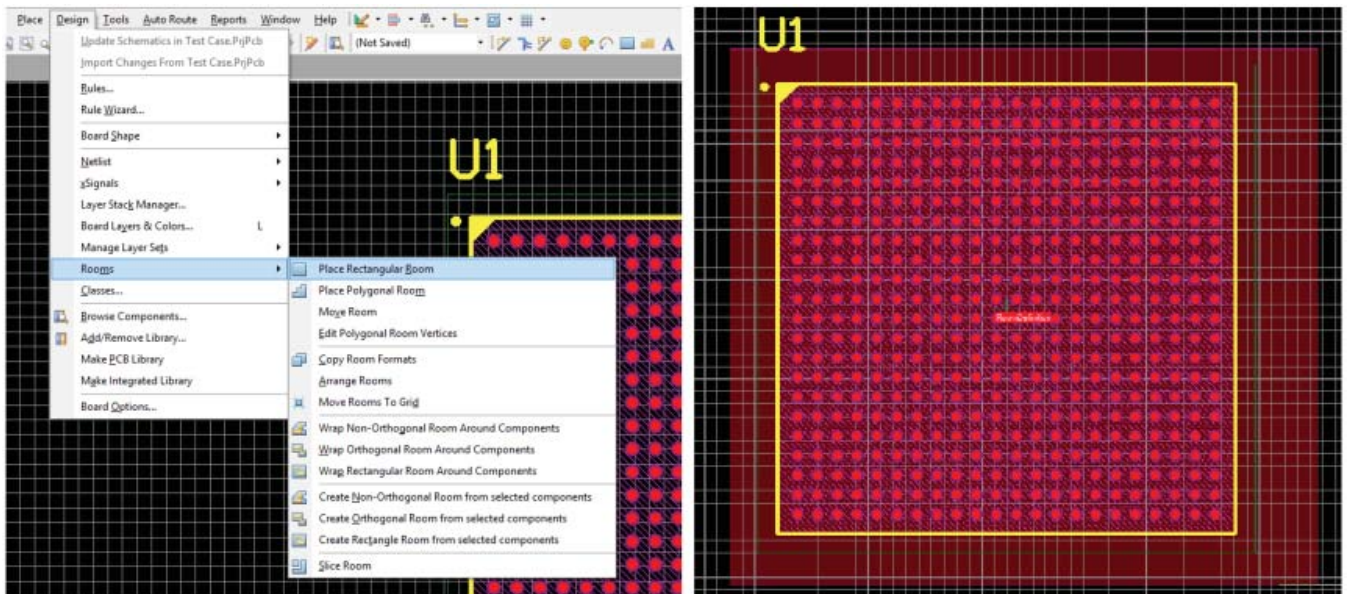 Place Design Tools Auto Route Reports Window Help
(Not Saved)
A
Update Schematics in Test Case.PrjPcb
Import Changes From Test Case.PrjPcb
Rules...
Rule Wizard...
Board Shape
Netlist
xSignals
Layer Stack Manager...
Board Layers & Colors... L
Manage Layer Sets
Rooms
Classes...
Browse Components...
Add/Remove Library...
Make PCB Library
Make Integrated Library
Board Options...
Place Rectangular Room
Place Polygonal Room
Move Room
Edit Polygonal Room Vertices
Copy Room Formats
Arrange Rooms
Move Rooms To Grid
Wrap Non-Orthogonal Room Around Components
Wrap Orthogonal Room Around Components
Wrap Rectangular Room Around Components
Create Non-Orthogonal Room from selected components
Create Orthogonal Room from selected components
Create Rectangle Room from selected components
Slice Room
U1
U1